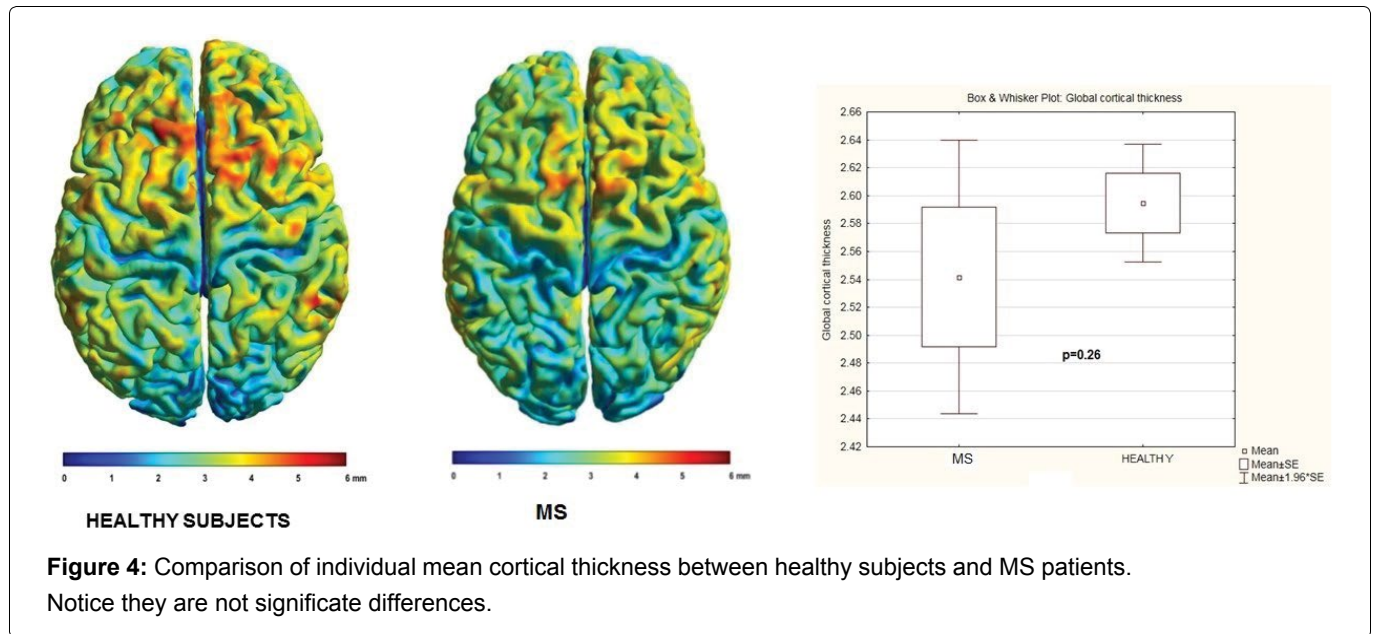 0 1 2 3 4 5 6 mm
HEALTHY SUBJECTS
0 1 2 3 4 5 6 mm
MS
Box & Whisker Plot: Global cortical thickness
Global cortical thickness
2.66
2.64
2.62
2.60
2.58
2.56
2.54
2.52
2.50
2.48
2.46
2.44
2.42
p=0.26
MS HEALTHY
Mean
Mean±SE
Mean±1.96*SE
Figure 4: Comparison of individual mean cortical thickness between healthy subjects and MS patients.
Notice they are not significate differences.